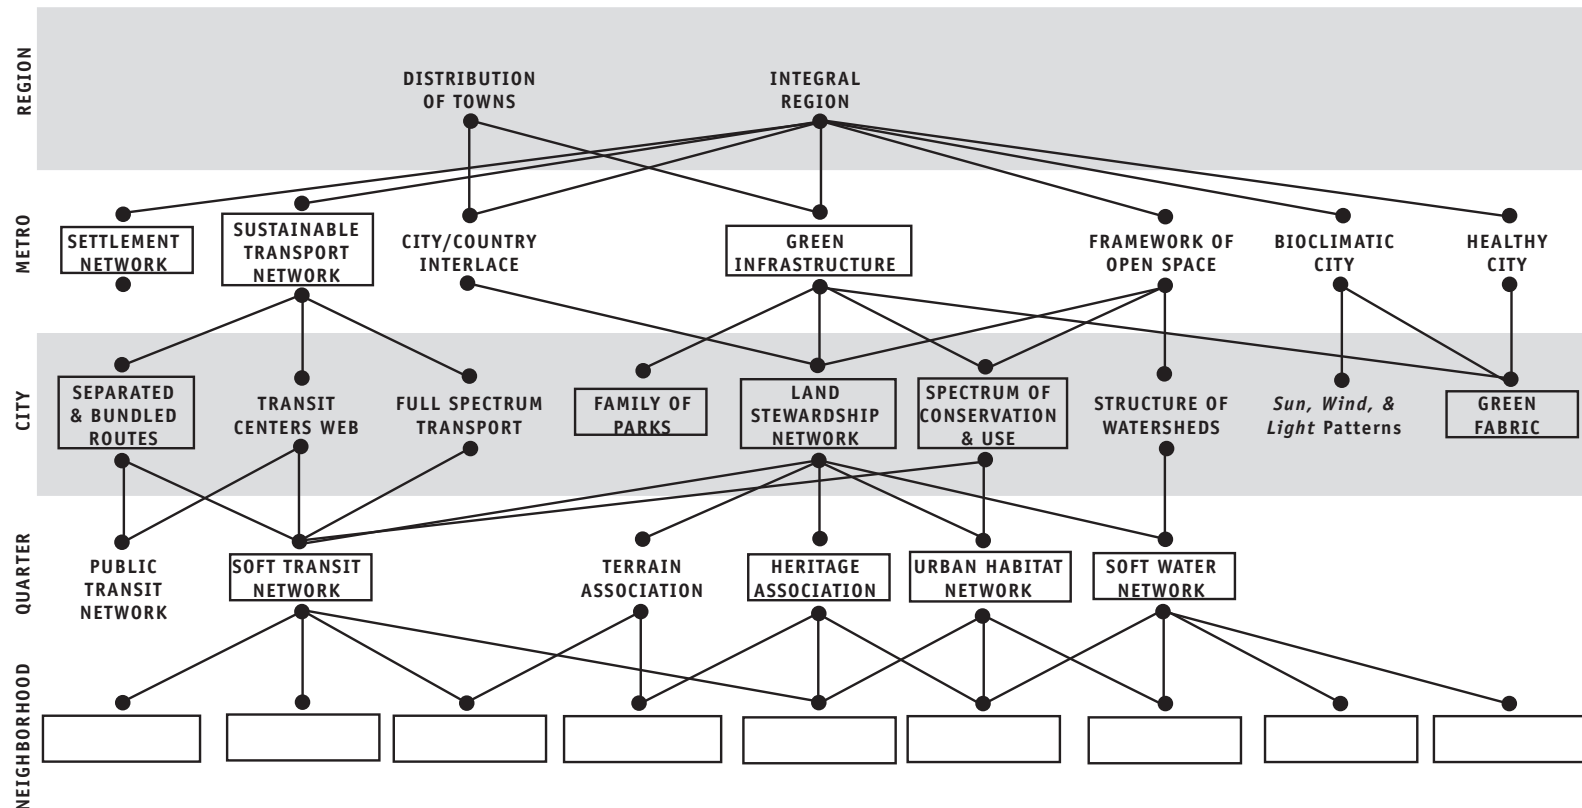 REGION
DISTRIBUTION
OF TOWNS
INTEGRAL
REGION
METRO
SETTLEMENT
NETWORK
SUSTAINABLE
TRANSPORT
NETWORK
CITY/COUNTRY
INTERLACE
GREEN
INFRASTRUCTURE
FRAMEWORK OF
OPEN SPACE
BIOCLIMATIC
CITY
HEALTHY
CITY
CITY
SEPARATED
& BUNDLED
ROUTES
TRANSIT
CENTERS WEB
FULL SPECTRUM
TRANSPORT
FAMILY OF
PARKS
LAND
STEWARDSHIP
NETWORK
SPECTRUM OF
CONSERVATION
& USE
STRUCTURE OF
WATERSHEDS
Sun, Wind, &
Light Patterns
GREEN
FABRIC
QUARTER
PUBLIC
TRANSIT
NETWORK
SOFT TRANSIT
NETWORK
TERRAIN
ASSOCIATION
HERITAGE
ASSOCIATION
URBAN HABITAT
NETWORK
SOFT WATER
NETWORK
NEIGHBORHOOD